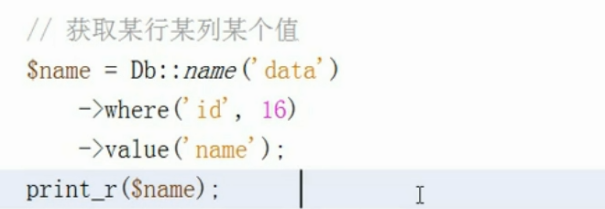 // 获取某行某列某个值
$name = Db::name('data')
    ->where('id', 16)
    ->value('name');
print_r($name);